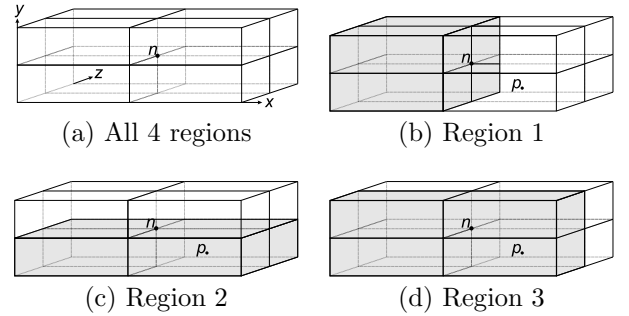 y
n
z
x
(a) All 4 regions
n
p
(b) Region 1
n
p
(c) Region 2
n
p
(d) Region 3